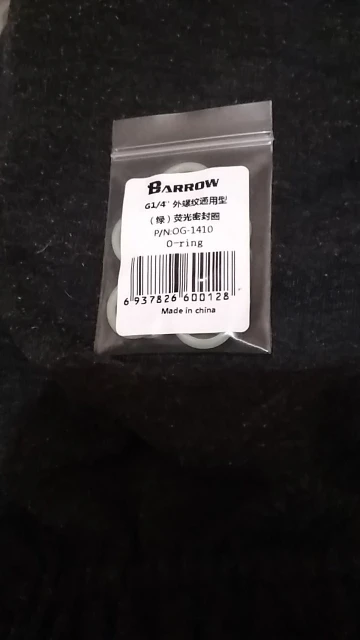 BARROW
G1/4" 外螺纹通用型
(绿) 荧光密封圈
P/N:OG-1410
O-ring
6 937826 600128
Made in china